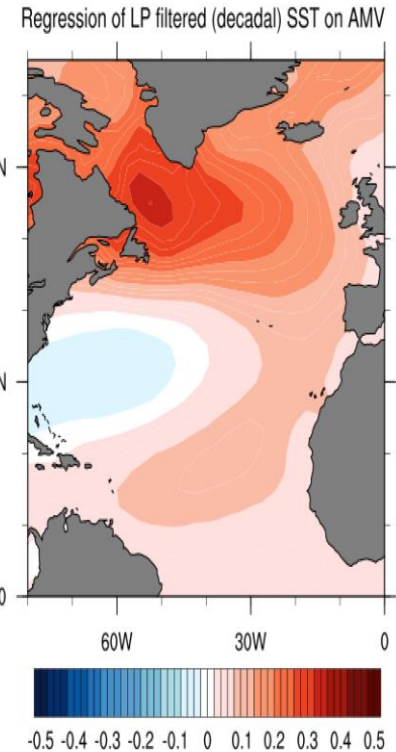 Regression of LP filtered (decadal) SST on AMV
N
N
0
60W 30W 0
-0.5 -0.4 -0.3 -0.2 -0.1 0 0.1 0.2 0.3 0.4 0.5